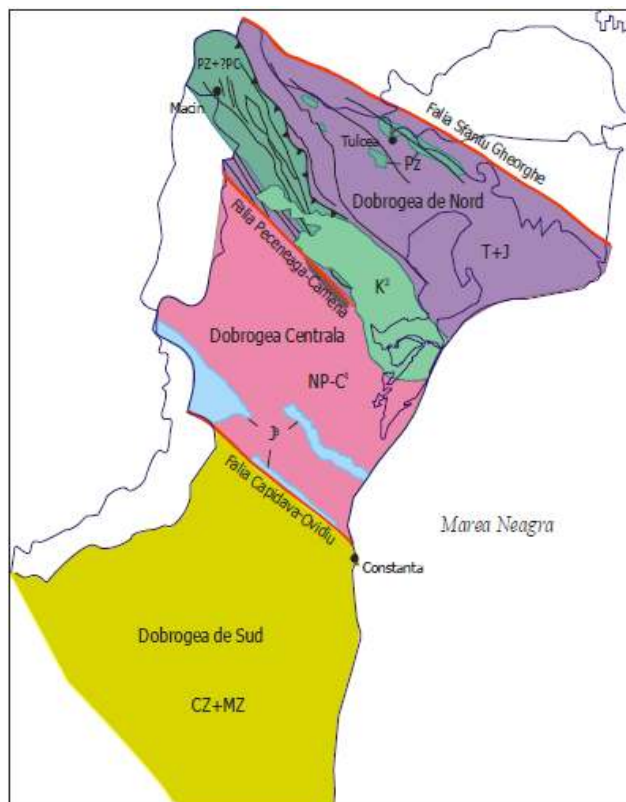 PZ+?PC
Macin
Falia Sfantu Gheorghe
Tulcea
Pz
Dobrogea de Nord
Falia Peceneaga-Camena
T+J
K²
Dobrogea Centrala
NP-C¹
J³
Falia Capidava-Ovidiu
Marea Neagra
Constanta
Dobrogea de Sud
CZ+MZ